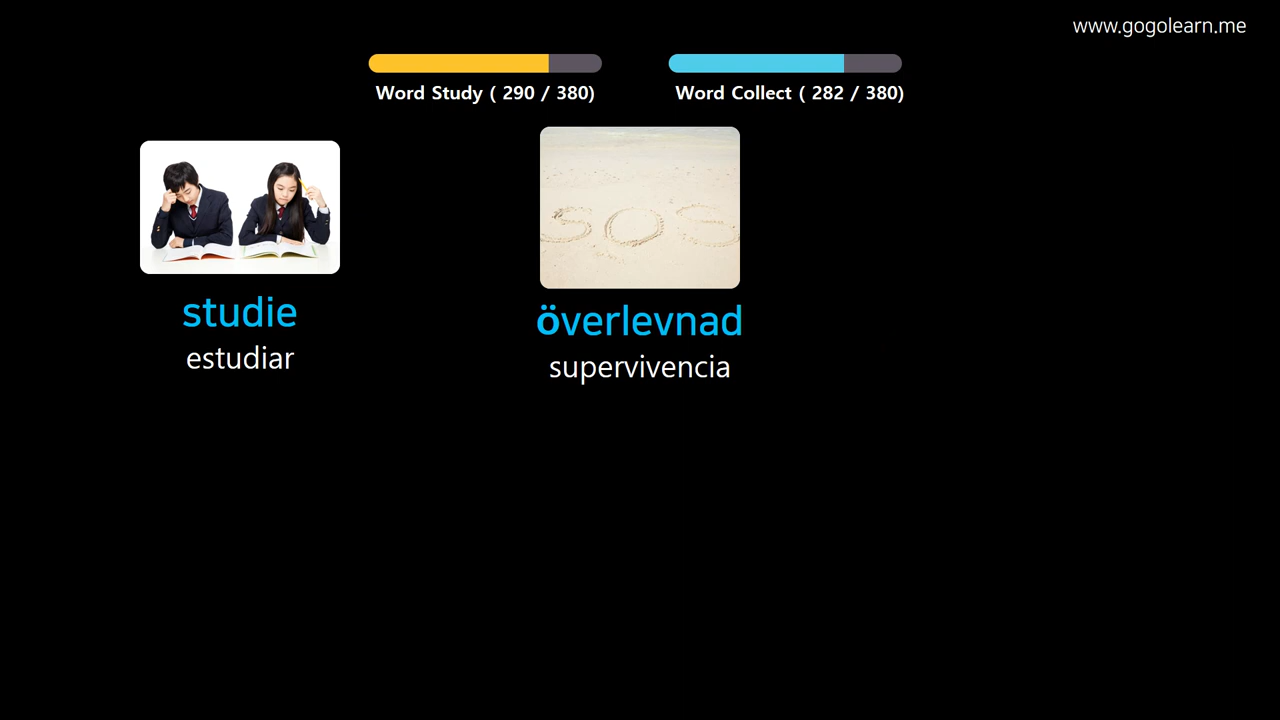 www.gogolearn.me
Word Study ( 290 / 380)
Word Collect ( 282 / 380)
SOS
studie
estudiar
överlevnad
supervivencia